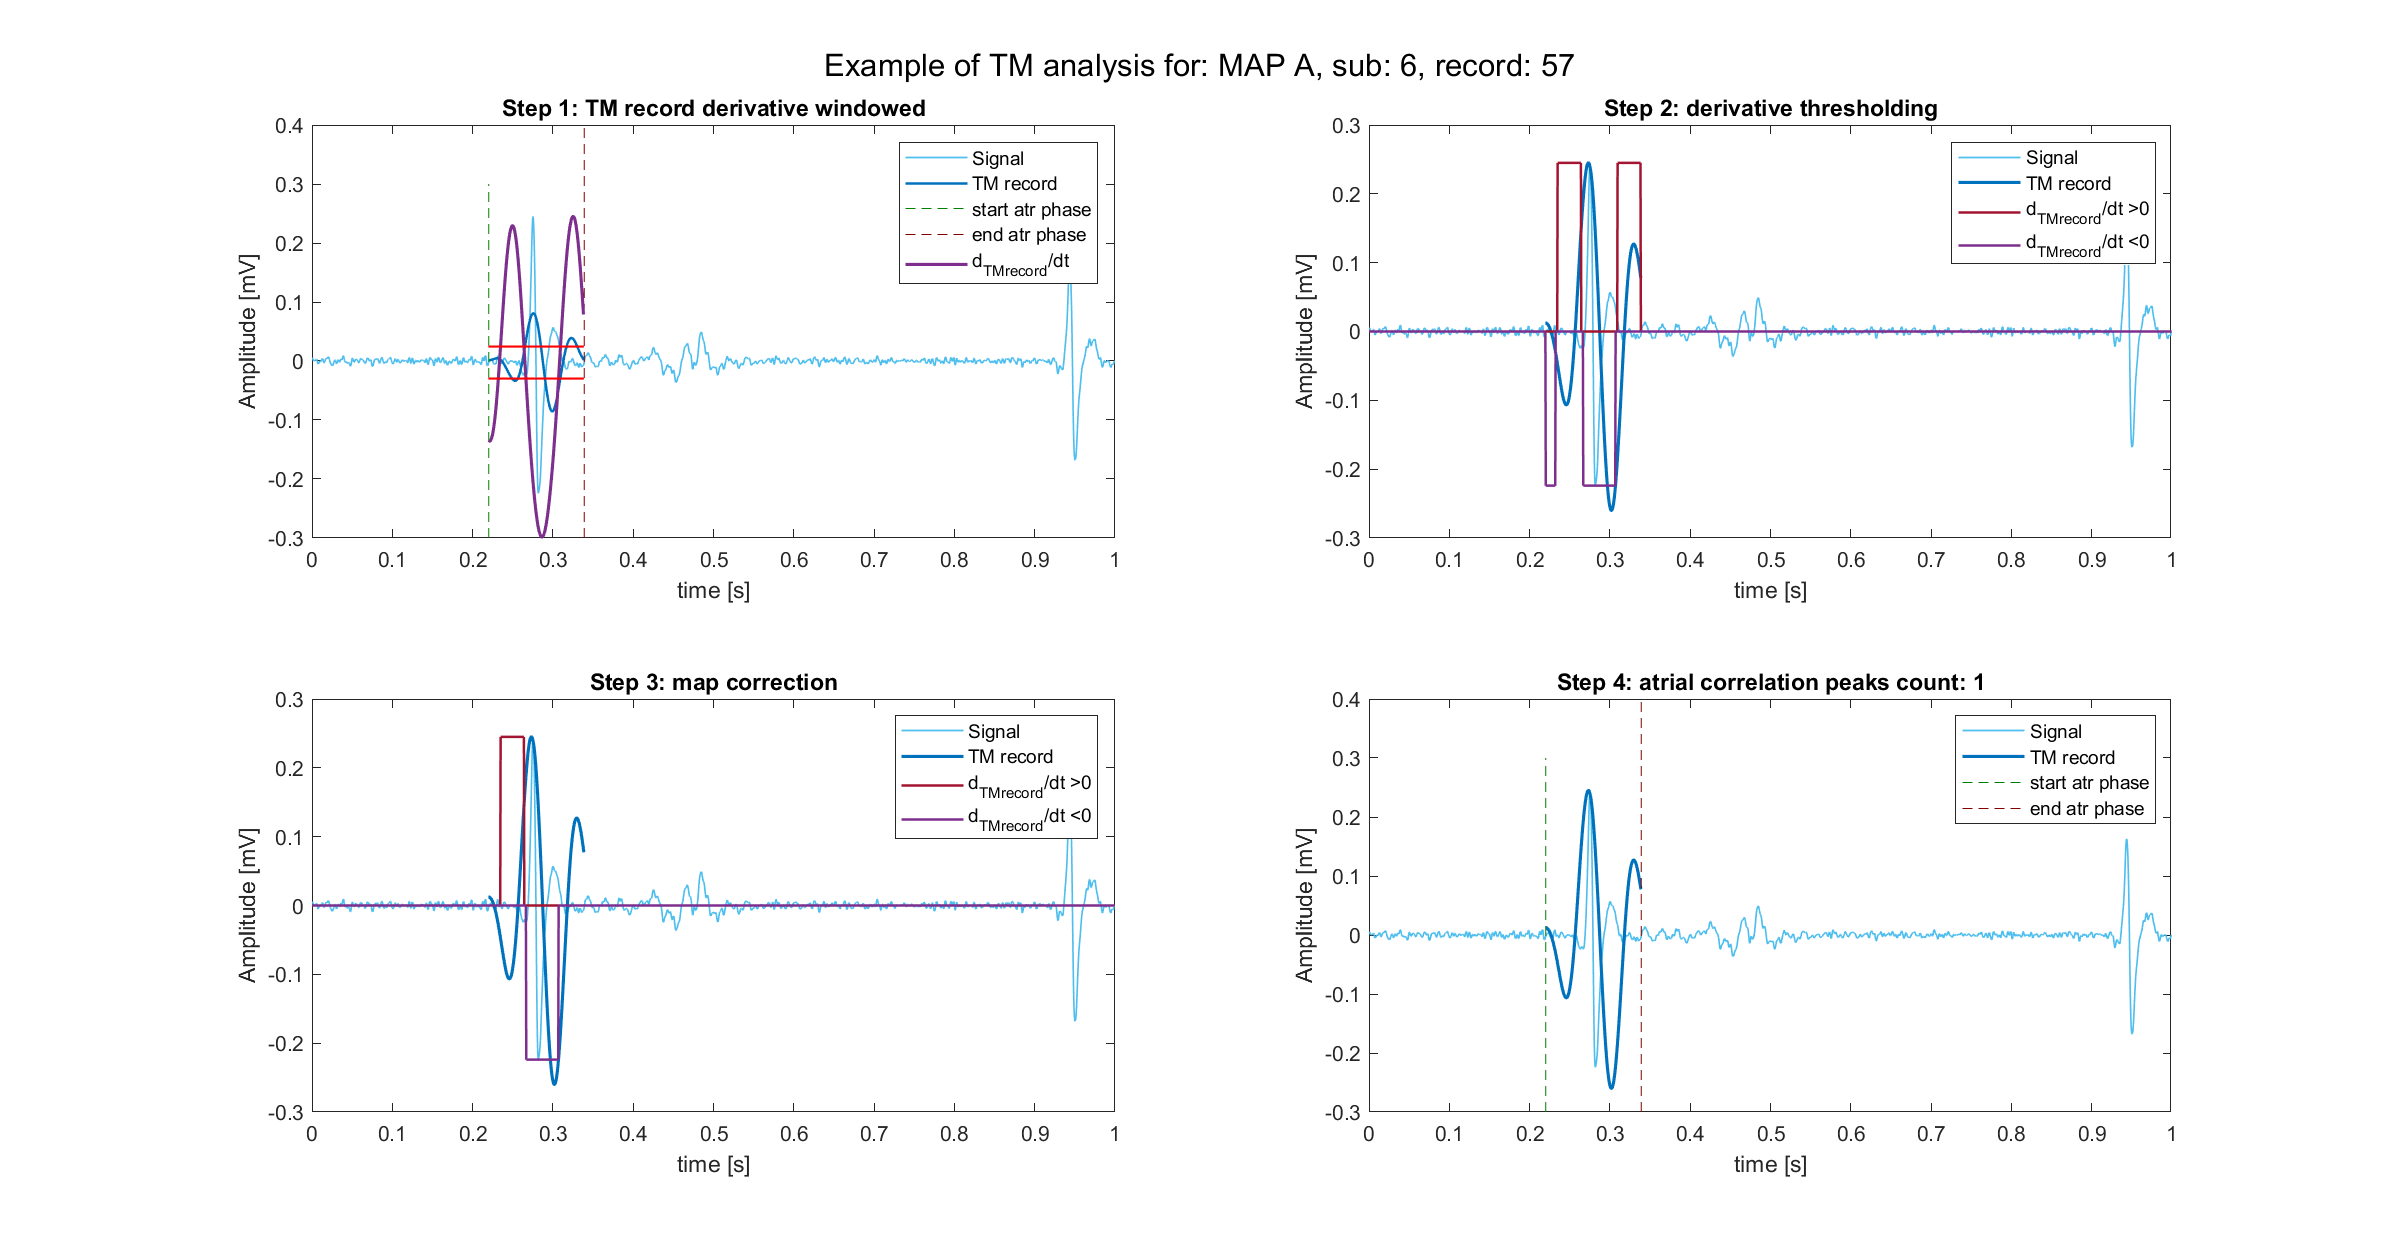 Example of TM analysis for: MAP A, sub: 6, record: 57
Step 1: TM record derivative windowed
0.4
0.3
0.2
0.1
0
-0.1
-0.2
-0.3
Amplitude [mV]
0 0.1 0.2 0.3 0.4 0.5 0.6 0.7 0.8 0.9 1
time [s]
Signal
TM record
start atr phase
end atr phase
dTMrecord/dt
Step 2: derivative thresholding
0.3
0.2
0.1
0
-0.1
-0.2
-0.3
Amplitude [mV]
0 0.1 0.2 0.3 0.4 0.5 0.6 0.7 0.8 0.9 1
time [s]
Signal
TM record
dTMrecord/dt >0
dTMrecord/dt <0
Step 3: map correction
0.3
0.2
0.1
0
-0.1
-0.2
-0.3
Amplitude [mV]
0 0.1 0.2 0.3 0.4 0.5 0.6 0.7 0.8 0.9 1
time [s]
Signal
TM record
dTMrecord/dt >0
dTMrecord/dt <0
Step 4: atrial correlation peaks count: 1
0.4
0.3
0.2
0.1
0
-0.1
-0.2
-0.3
Amplitude [mV]
0 0.1 0.2 0.3 0.4 0.5 0.6 0.7 0.8 0.9 1
time [s]
Signal
TM record
start atr phase
end atr phase